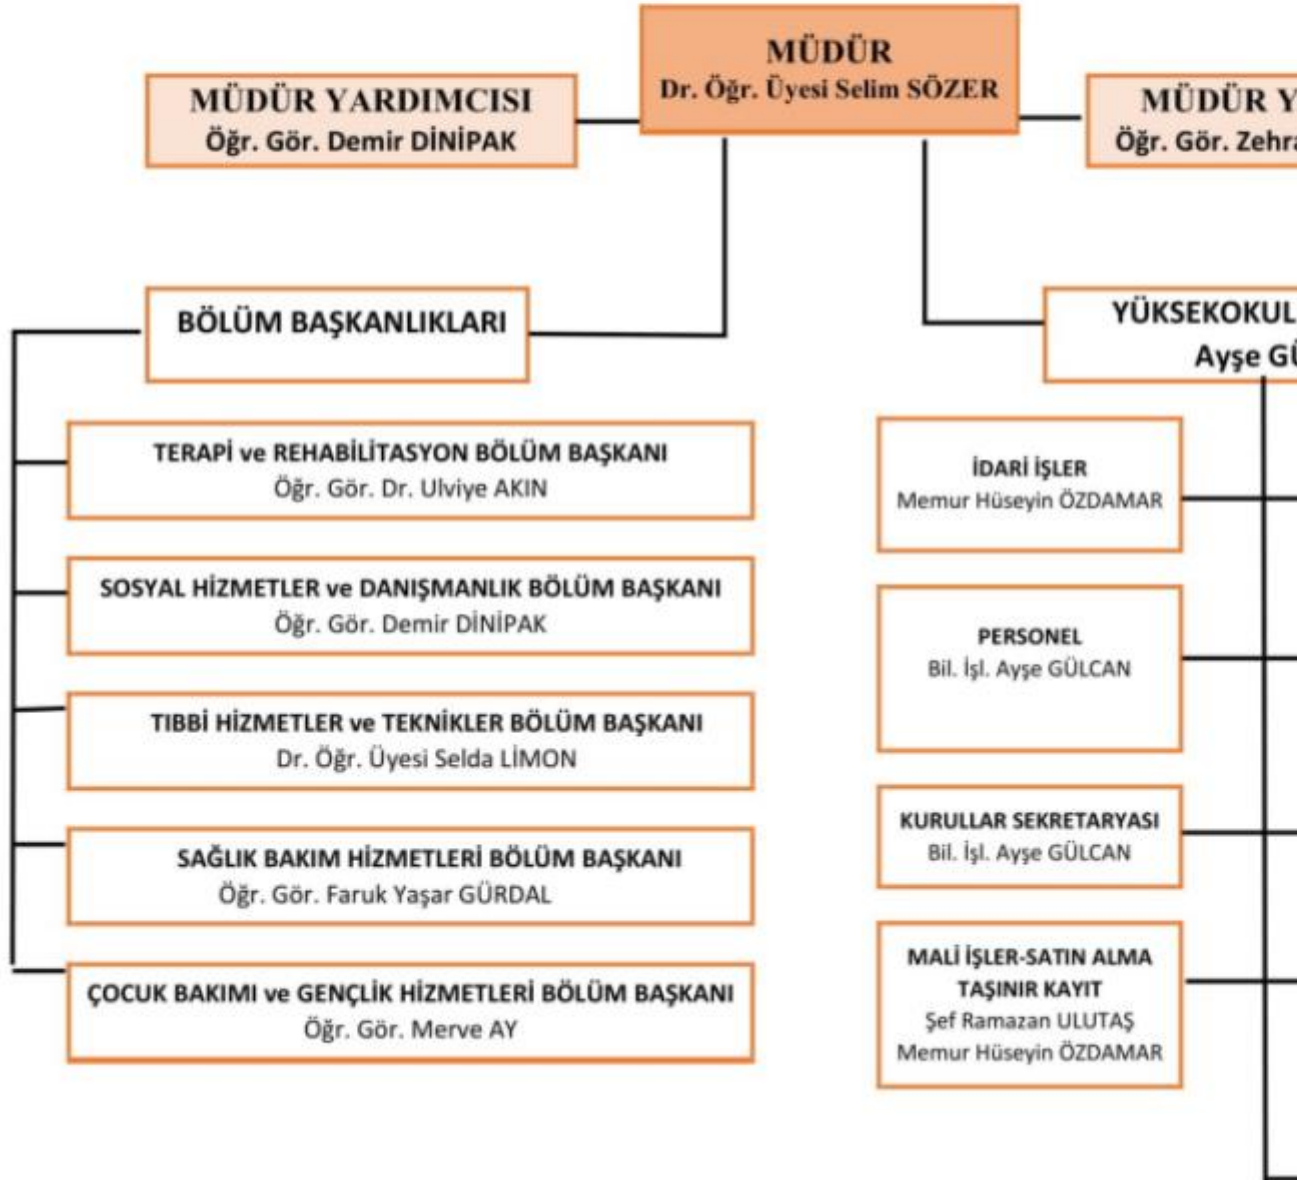 MÜDÜR
Dr. Öğr. Üyesi Selim SÖZER
MÜDÜR YARDIMCISI
Öğr. Gör. Demir DİNİPAK
MÜDÜR Y
Öğr. Gör. Zehra
BÖLÜM BAŞKANLIKLARI
YÜKSEKOKUL
Ayşe GÜ
TERAPİ ve REHABİLİTASYON BÖLÜM BAŞKANI
Öğr. Gör. Dr. Ulviye AKIN
SOSYAL HİZMETLER ve DANIŞMANLIK BÖLÜM BAŞKANI
Öğr. Gör. Demir DİNİPAK
TIBBİ HİZMETLER ve TEKNİKLER BÖLÜM BAŞKANI
Dr. Öğr. Üyesi Selda LİMON
SAĞLIK BAKIM HİZMETLERİ BÖLÜM BAŞKANI
Öğr. Gör. Faruk Yaşar GÜRDAL
ÇOCUK BAKIMI ve GENÇLİK HİZMETLERİ BÖLÜM BAŞKANI
Öğr. Gör. Merve AY
İDARİ İŞLER
Memur Hüseyin ÖZDAMAR
PERSONEL
Bil. İşl. Ayşe GÜLCAN
KURULLAR SEKRETARYASI
Bil. İşl. Ayşe GÜLCAN
MALİ İŞLER-SATIN ALMA
TAŞINIR KAYIT
Şef Ramazan ULUTAŞ
Memur Hüseyin ÖZDAMAR